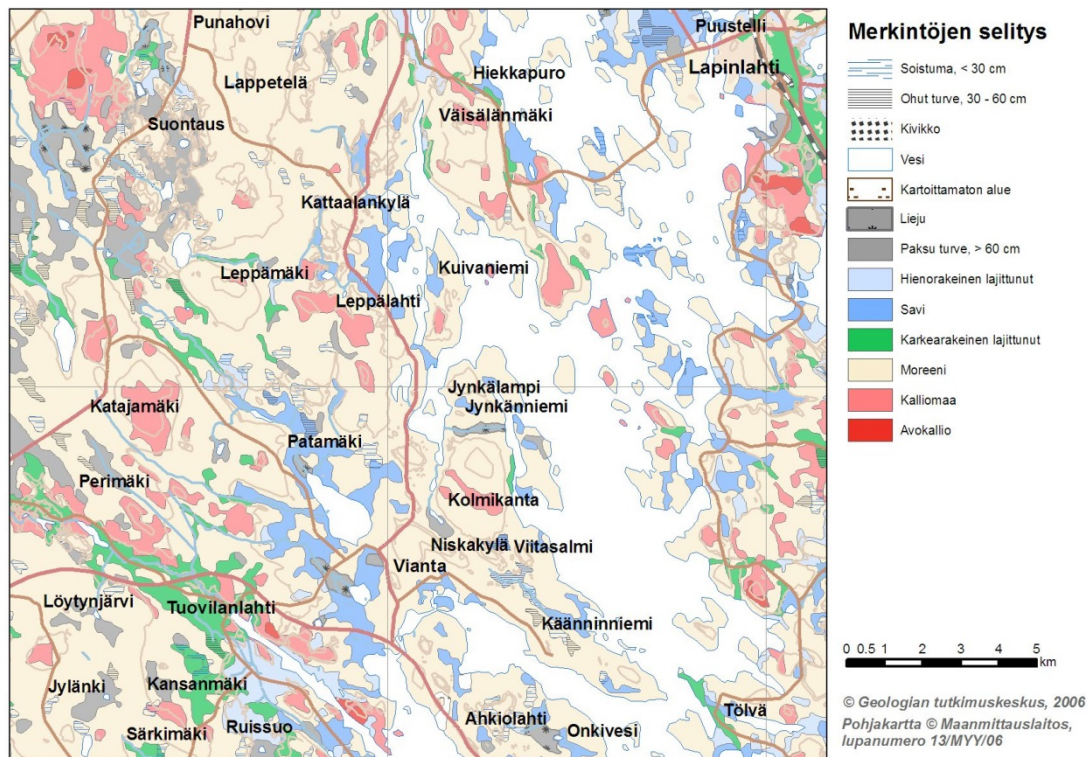 Punahovi
Puustelli
Lappetelä
Hiekkapuro
Lapinlahti
Väisälänmäki
Suontaus
Kattaalankylä
Leppämäki
Kuivaniemi
Leppälahti
Jynkälampi
Jynkänniemi
Katajamäki
Patamäki
Perimäki
Kolmikanta
Niskakylä
Viitasalmi
Vianta
Löytynjärvi
Tuovilanlahti
Käänninniemi
Jylänki
Kansanmäki
Ahkiolahti
Tölvä
Särkimäki
Ruissuo
Onkivesi
Merkintöjen selitys
Soistuma, < 30 cm
Ohut turve, 30 - 60 cm
Kivikko
Vesi
Kartoittamaton alue
Lieju
Paksu turve, > 60 cm
Hienorakeinen lajittunut
Savi
Karkearakeinen lajittunut
Moreeni
Kalliomaa
Avokallio
0 0.5 1 2 3 4 5
km
© Geologian tutkimuskeskus, 2006
Pohjakartta © Maanmittauslaitos,
lupanumero 13/MYY/06